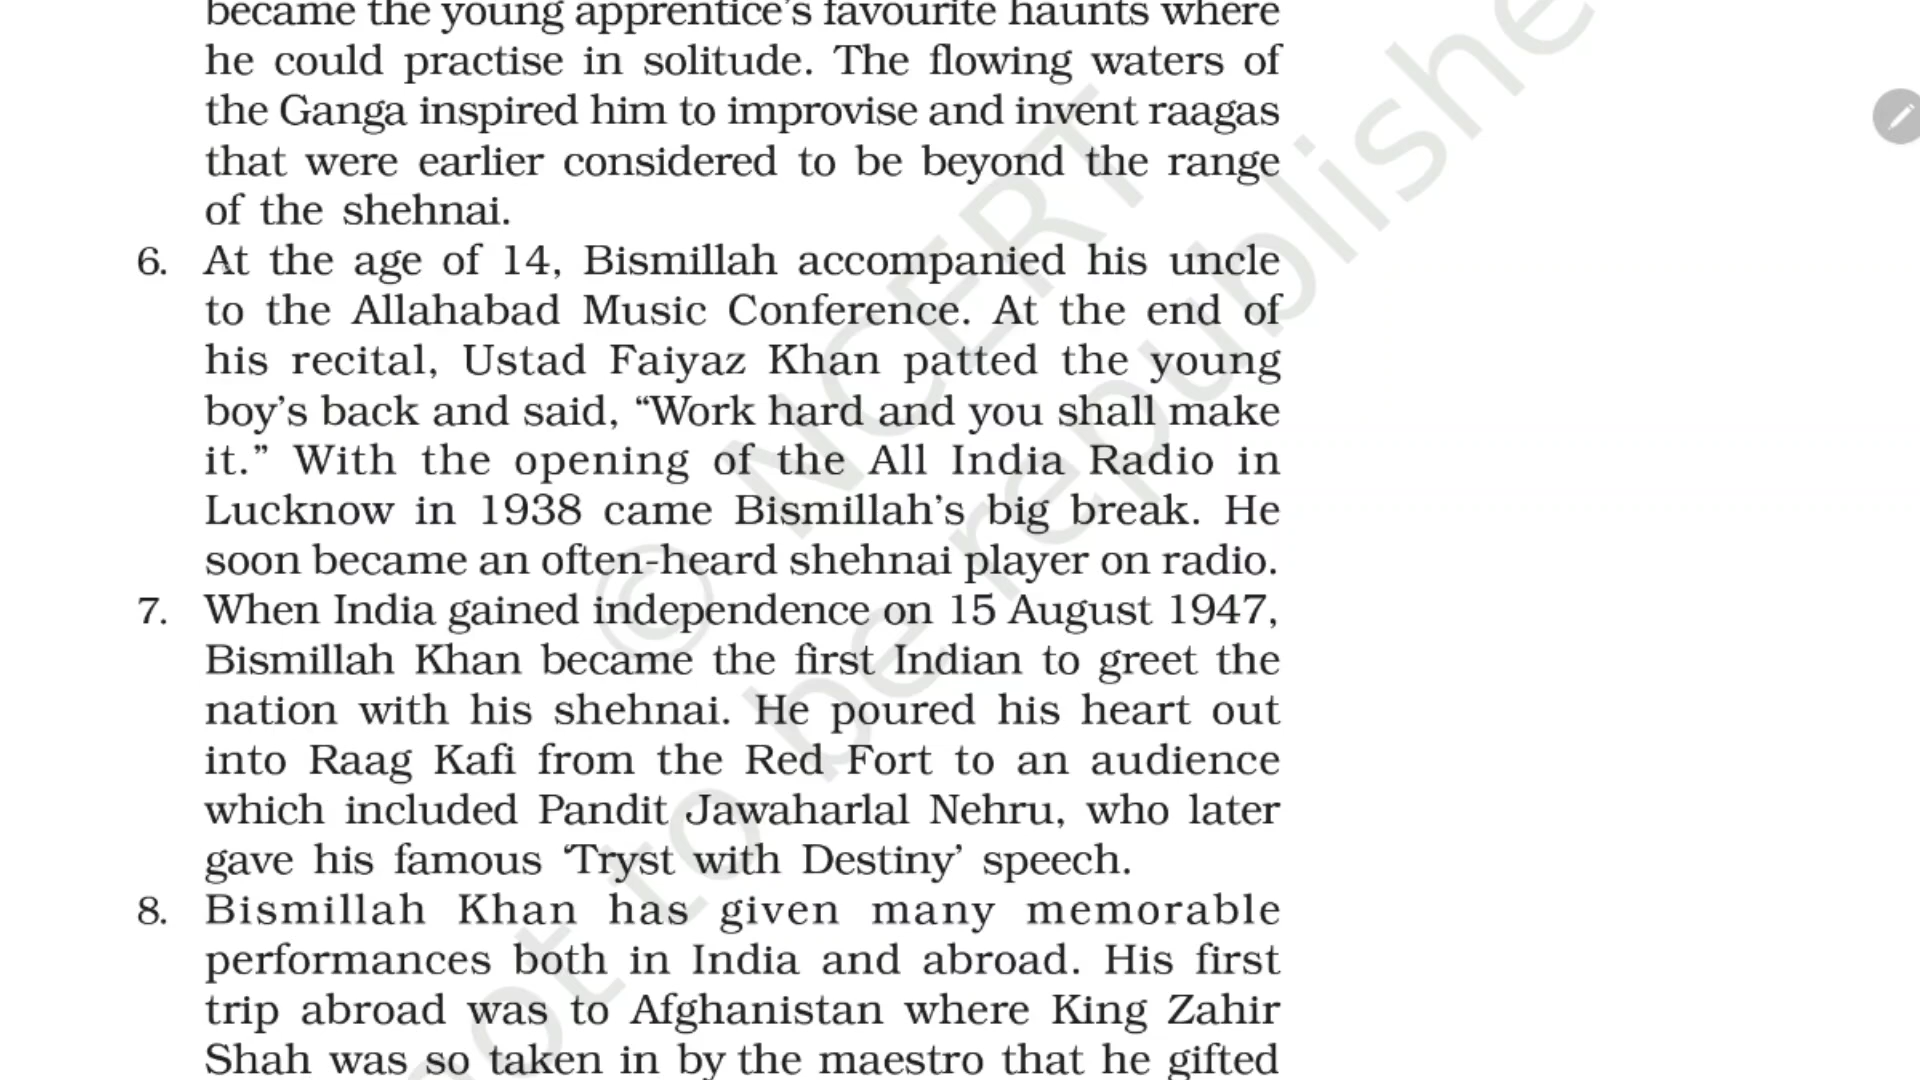 became the young apprentice's favourite haunts where
he could practise in solitude. The flowing waters of
the Ganga inspired him to improvise and invent raagas
that were earlier considered to be beyond the range
of the shehnai.
6. At the age of 14, Bismillah accompanied his uncle
to the Allahabad Music Conference. At the end of
his recital, Ustad Faiyaz Khan patted the young
boy’s back and said, “Work hard and you shall make
it.” With the opening of the All India Radio in
Lucknow in 1938 came Bismillah’s big break. He
soon became an often-heard shehnai player on radio.
7. When India gained independence on 15 August 1947,
Bismillah Khan became the first Indian to greet the
nation with his shehnai. He poured his heart out
into Raag Kafi from the Red Fort to an audience
which included Pandit Jawaharlal Nehru, who later
gave his famous ‘Tryst with Destiny’ speech.
8. Bismillah Khan has given many memorable
performances both in India and abroad. His first
trip abroad was to Afghanistan where King Zahir
Shah was so taken in by the maestro that he gifted
© NCERT
not to be republishe